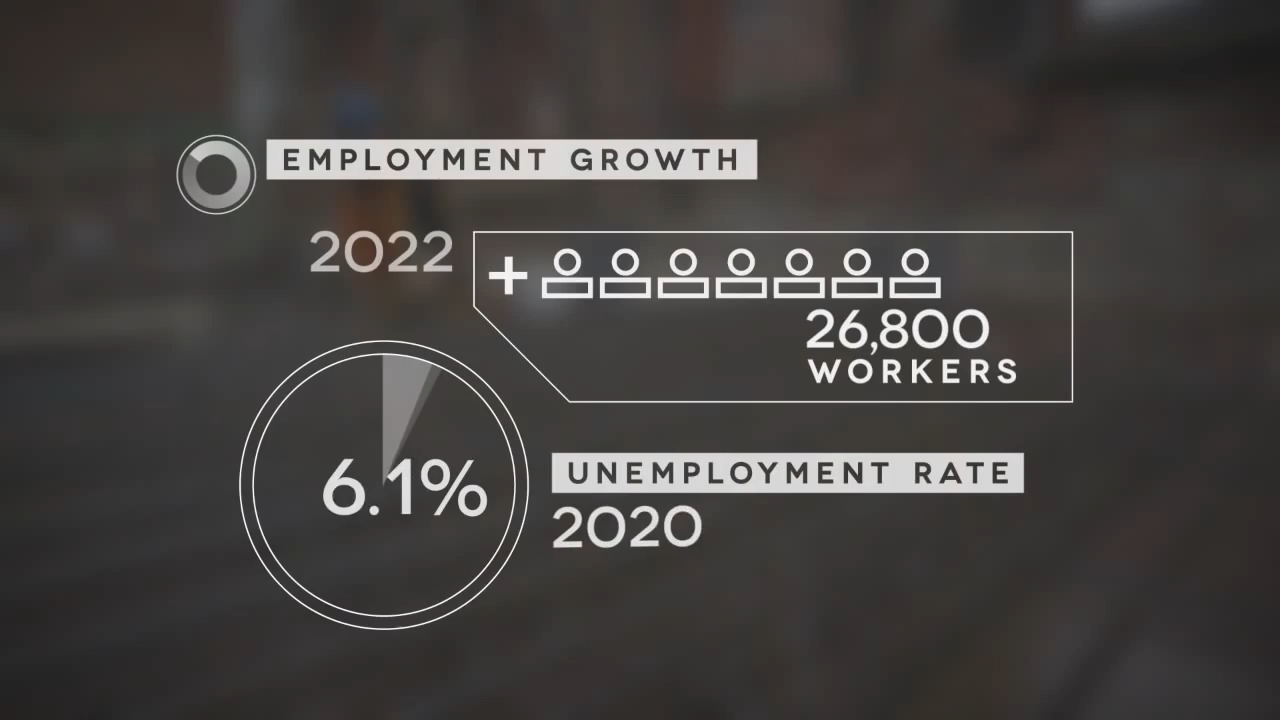 EMPLOYMENT GROWTH
2022
+
26,800
WORKERS
6.1%
UNEMPLOYMENT RATE
2020